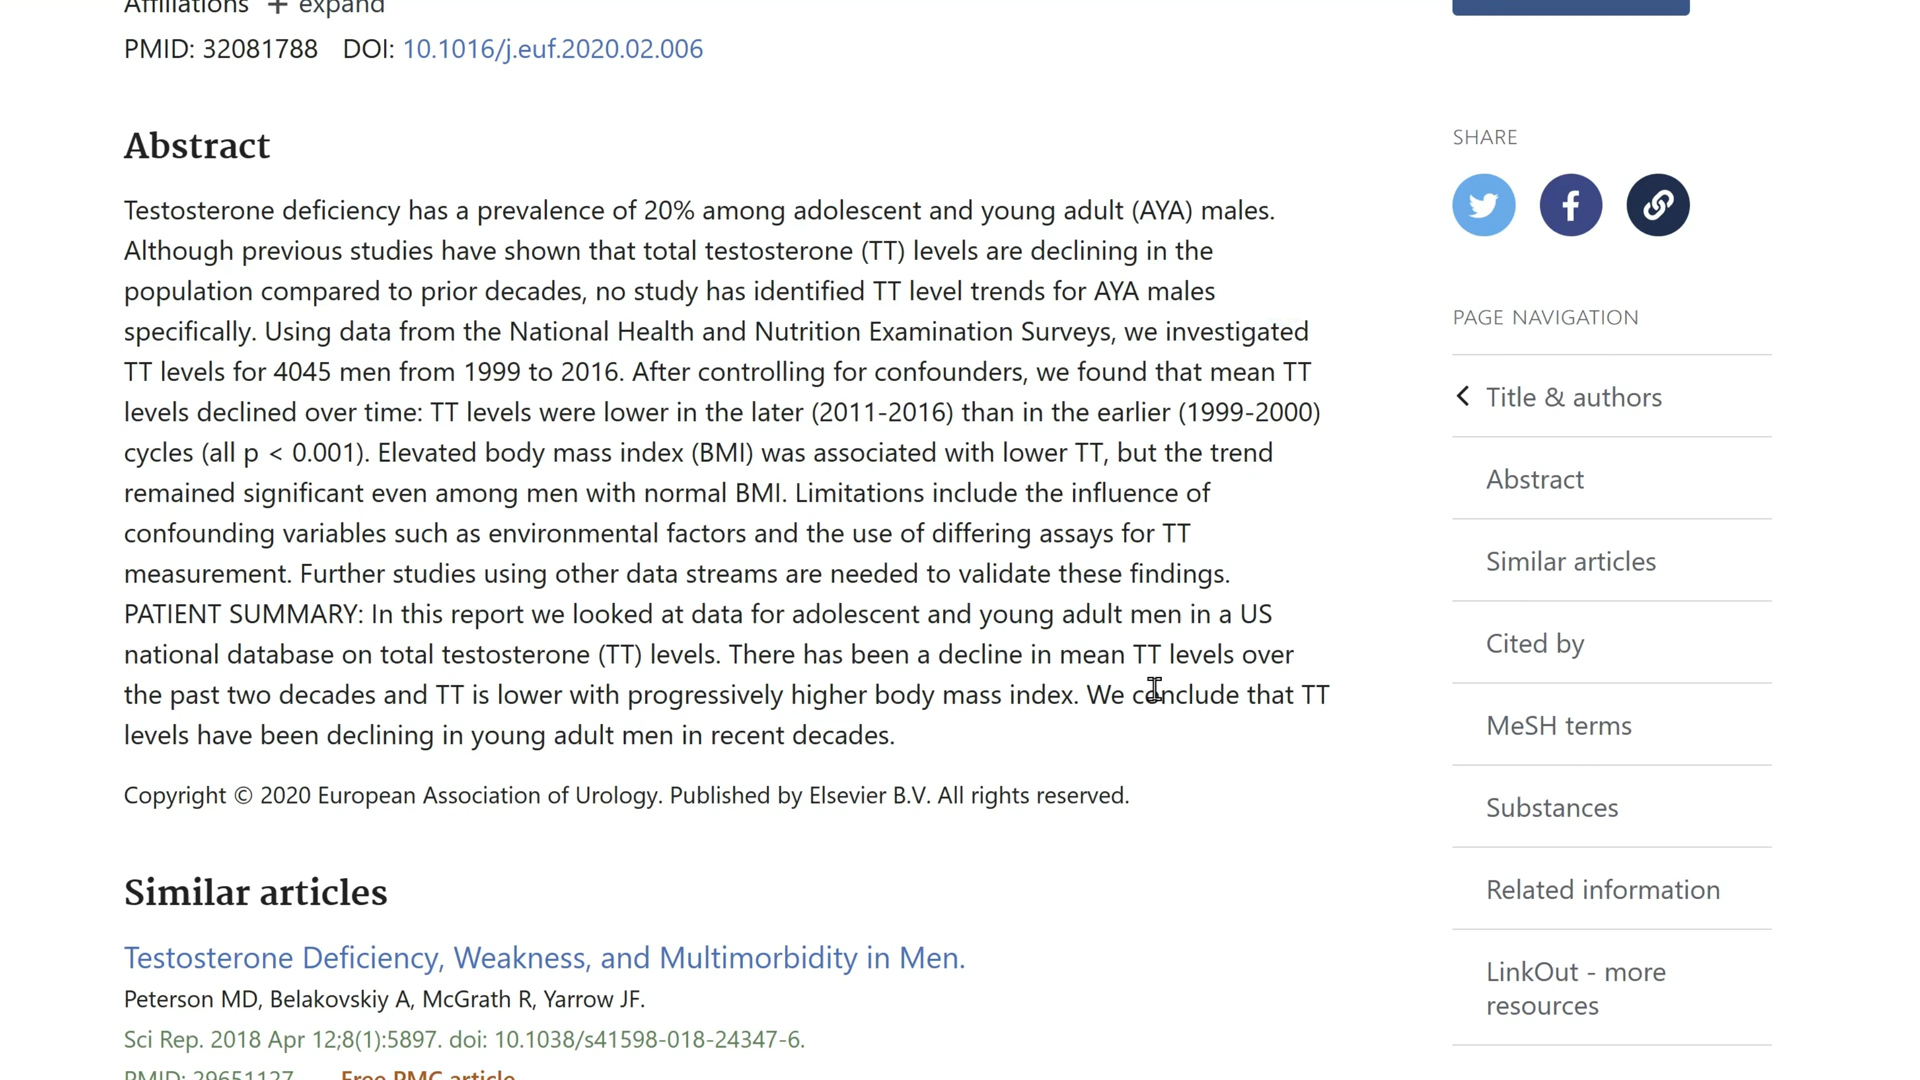 Affiliations + expand
PMID: 32081788 DOI: 10.1016/j.euf.2020.02.006
Abstract
Testosterone deficiency has a prevalence of 20% among adolescent and young adult (AYA) males.
Although previous studies have shown that total testosterone (TT) levels are declining in the
population compared to prior decades, no study has identified TT level trends for AYA males
specifically. Using data from the National Health and Nutrition Examination Surveys, we investigated
TT levels for 4045 men from 1999 to 2016. After controlling for confounders, we found that mean TT
levels declined over time: TT levels were lower in the later (2011-2016) than in the earlier (1999-2000)
cycles (all p < 0.001). Elevated body mass index (BMI) was associated with lower TT, but the trend
remained significant even among men with normal BMI. Limitations include the influence of
confounding variables such as environmental factors and the use of differing assays for TT
measurement. Further studies using other data streams are needed to validate these findings.
PATIENT SUMMARY: In this report we looked at data for adolescent and young adult men in a US
national database on total testosterone (TT) levels. There has been a decline in mean TT levels over
the past two decades and TT is lower with progressively higher body mass index. We conclude that TT
levels have been declining in young adult men in recent decades.
Copyright © 2020 European Association of Urology. Published by Elsevier B.V. All rights reserved.
Similar articles
Testosterone Deficiency, Weakness, and Multimorbidity in Men.
Peterson MD, Belakovskiy A, McGrath R, Yarrow JF.
Sci Rep. 2018 Apr 12;8(1):5897. doi: 10.1038/s41598-018-24347-6.
PMID: 29651127 Free PMC article
SHARE
PAGE NAVIGATION
Title & authors
Abstract
Similar articles
Cited by
MeSH terms
Substances
Related information
LinkOut - more
resources